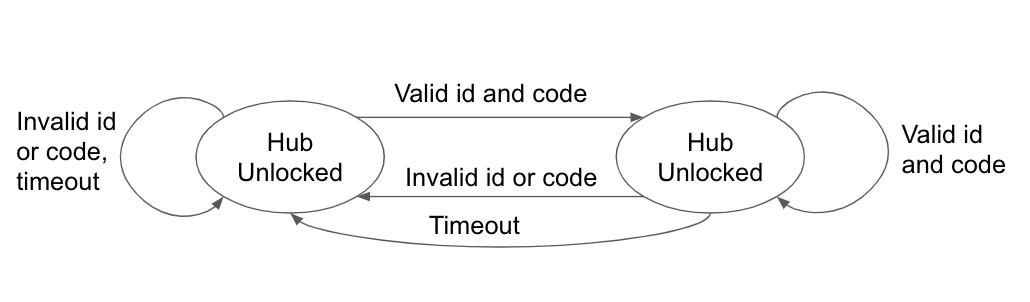 Valid id and code
Invalid id
or code,
timeout
Hub
Unlocked
Hub
Unlocked
Valid id
and code
Invalid id or code
Timeout